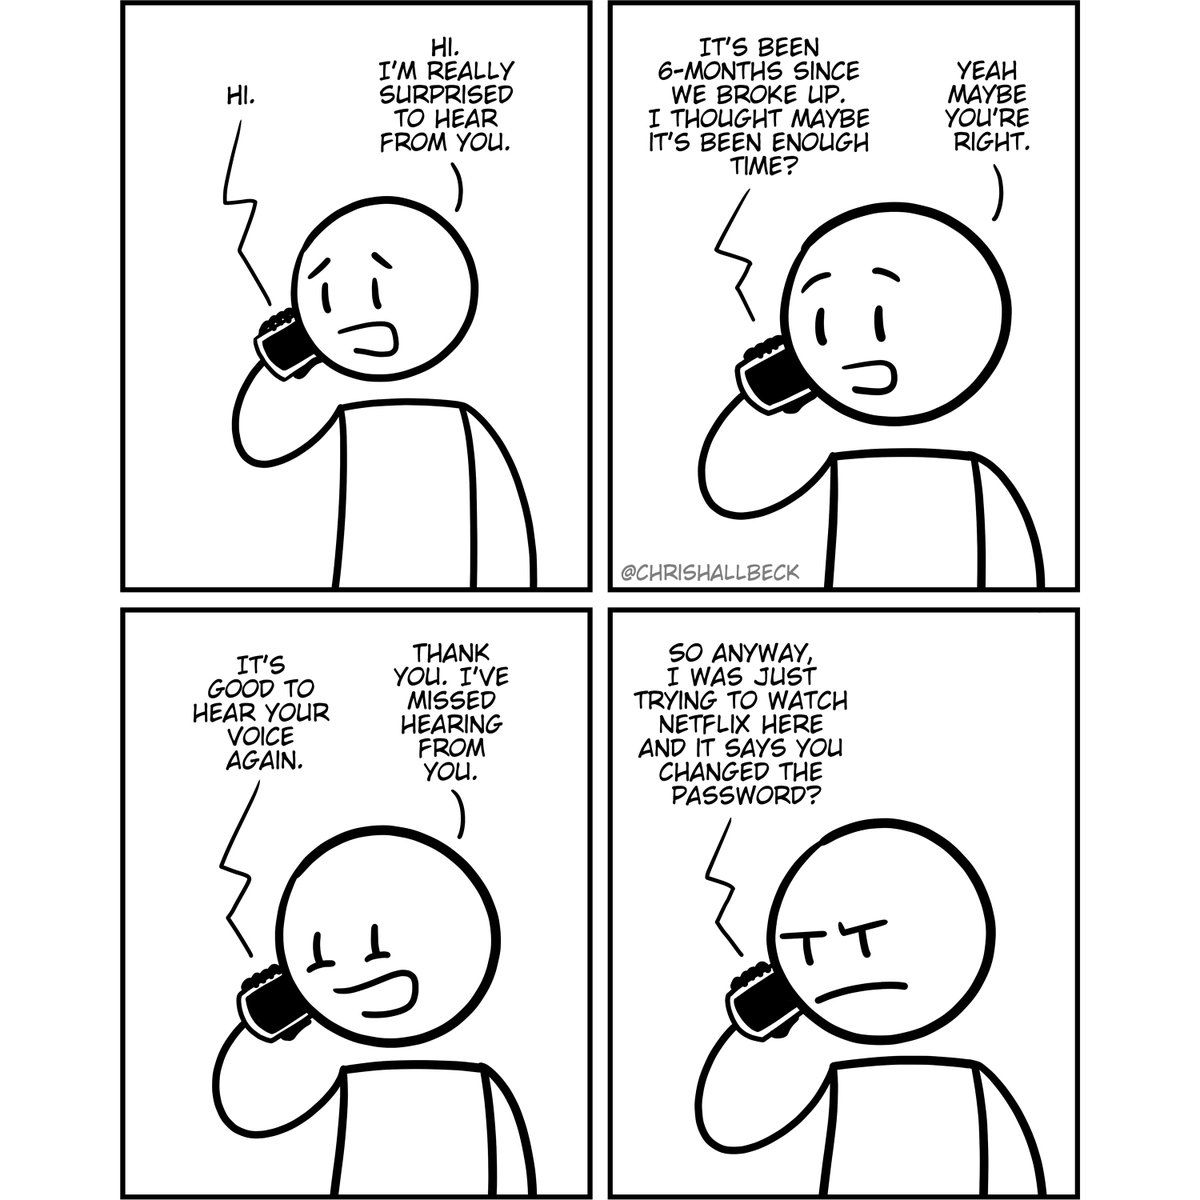 HI.
HI.
I'M REALLY
SURPRISED
TO HEAR
FROM YOU.
IT'S BEEN
6-MONTHS SINCE
WE BROKE UP.
I THOUGHT MAYBE
IT'S BEEN ENOUGH
TIME?
YEAH
MAYBE
YOU'RE
RIGHT.
@CHRISHALLBECK
IT'S
GOOD TO
HEAR YOUR
VOICE
AGAIN.
THANK
YOU. I'VE
MISSED
HEARING
FROM
YOU.
SO ANYWAY,
I WAS JUST
TRYING TO WATCH
NETFLIX HERE
AND IT SAYS YOU
CHANGED THE
PASSWORD?